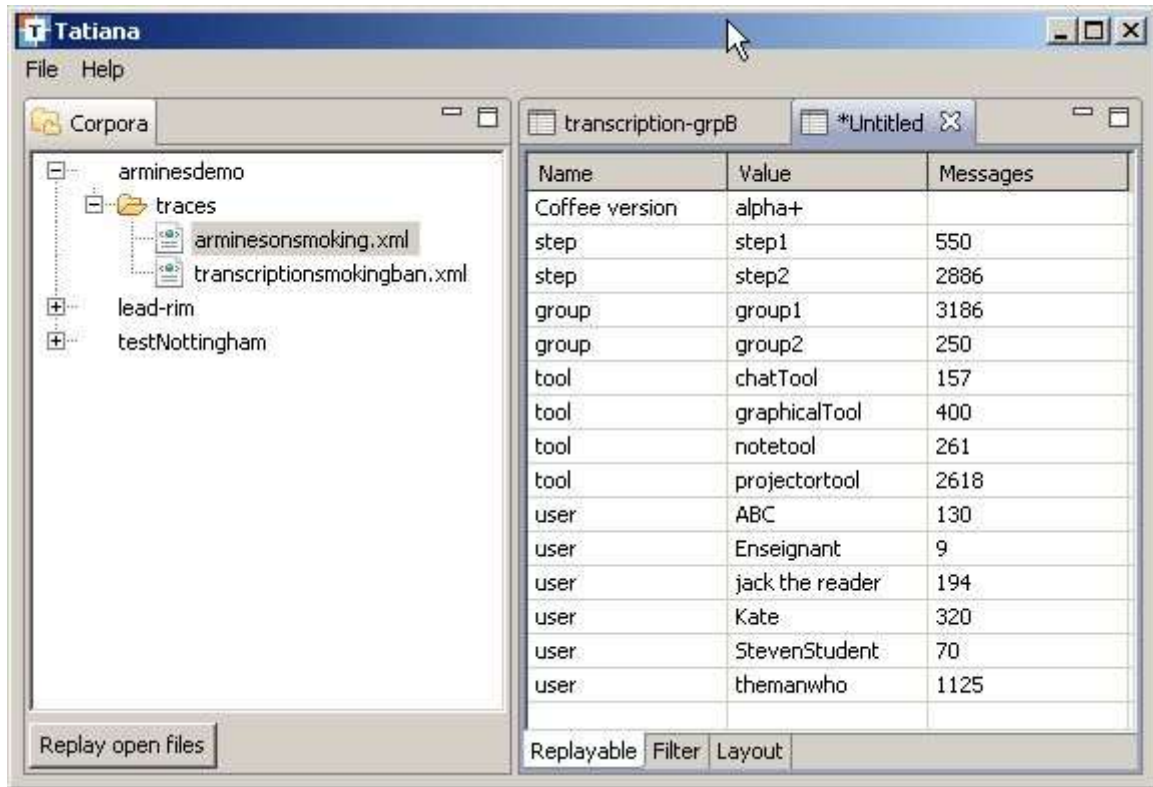 Tatiana
File Help
Corpora
arminesdemo
traces
arminesonsmoking.xml
transcriptionsmokingban.xml
lead-rim
testNottingham
Replay open files
transcription-grpB *Untitled
Name Value Messages
Coffee version alpha+
step step1 550
step step2 2886
group group1 3186
group group2 250
tool chatTool 157
tool graphicalTool 400
tool notetool 261
tool projectortool 2618
user ABC 130
user Enseignant 9
user jack the reader 194
user Kate 320
user StevenStudent 70
user themanwho 1125
Replayable Filter Layout